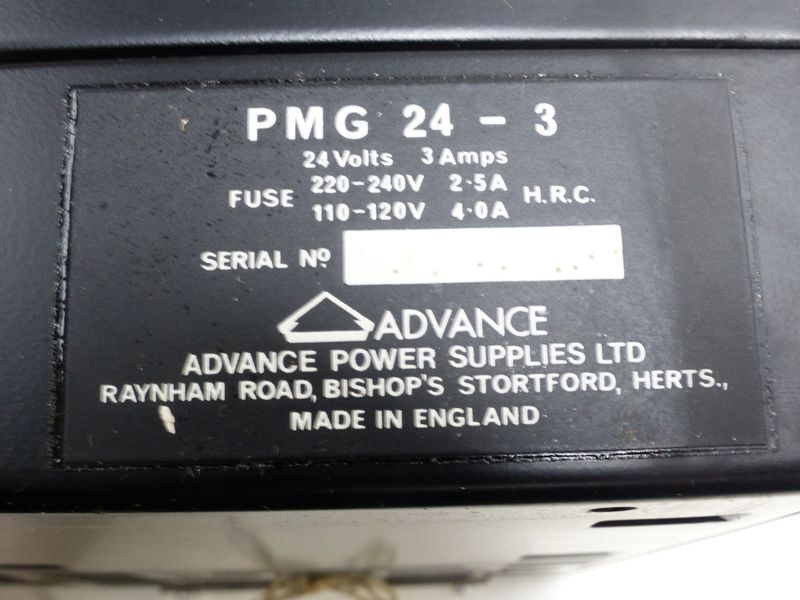 PMG 24 - 3
24 Volts 3 Amps
FUSE 220-240V 2·5A H.R.C.
110-120V 4·0A
SERIAL Nº
ADVANCE
ADVANCE POWER SUPPLIES LTD
RAYNHAM ROAD, BISHOP'S STORTFORD, HERTS.,
MADE IN ENGLAND